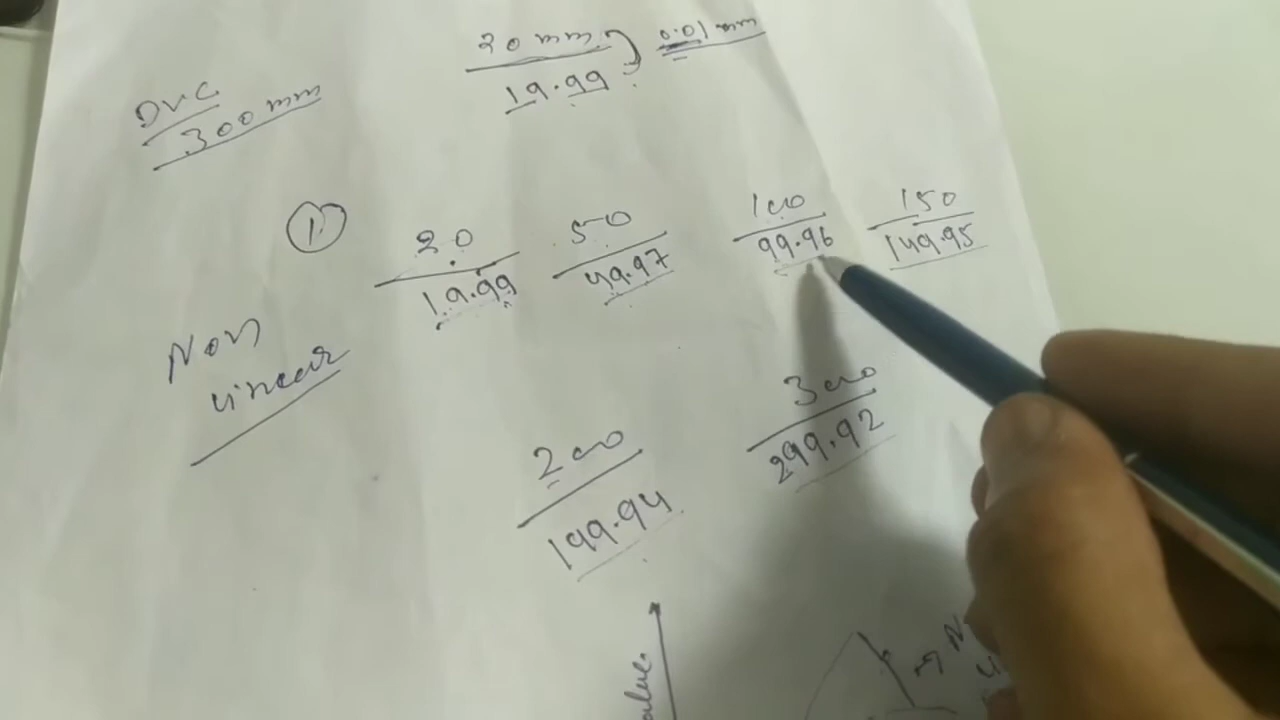 20 mm 0.01 mm
19.99
DVC
300 mm
1
20 50 100 150
19.99 49.97 99.96 149.95
Non
Linear
200 300
199.94 299.92